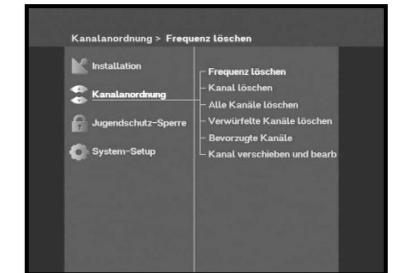 Kanalanordnung > Frequenz löschen
Installation
Kanalanordnung
Jugendschutz-Sperre
System-Setup
Frequenz löschen
Kanal löschen
Alle Kanäle löschen
Verwürfelte Kanäle löschen
Bevorzugte Kanäle
Kanal verschieben und bearb